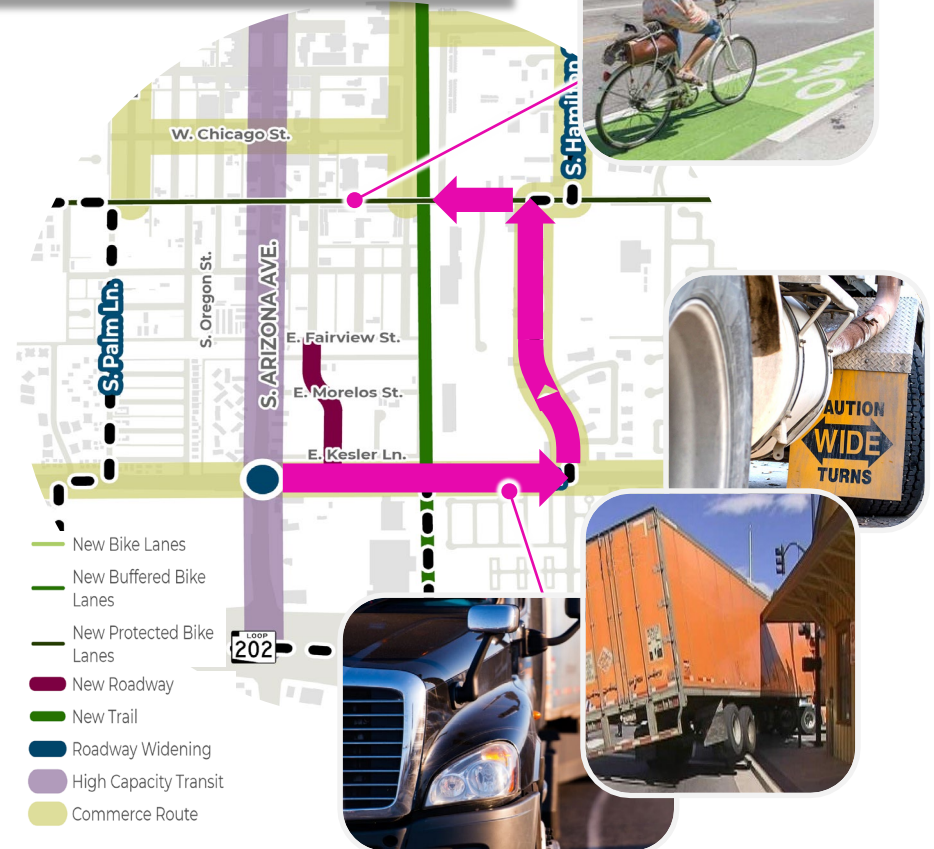 S. Hamilton
W. Chicago St.
S. Oregon St.
S. ARIZONA AVE.
S. Palm Ln.
E. Fairview St.
E. Morelos St.
E. Kesler Ln.
AUTION
WIDE
TURNS
New Bike Lanes
New Buffered Bike
Lanes
New Protected Bike
Lanes
LOOP
202
New Roadway
New Trail
Roadway Widening
High Capacity Transit
Commerce Route